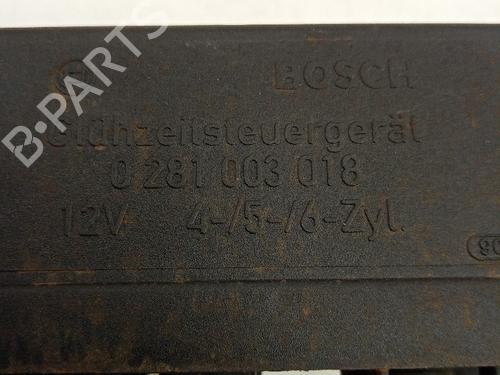 BOSCH
Glühzeitsteuergerät
0 281 003 018
12V 4-/5-/6-Zyl.
B-PARTS